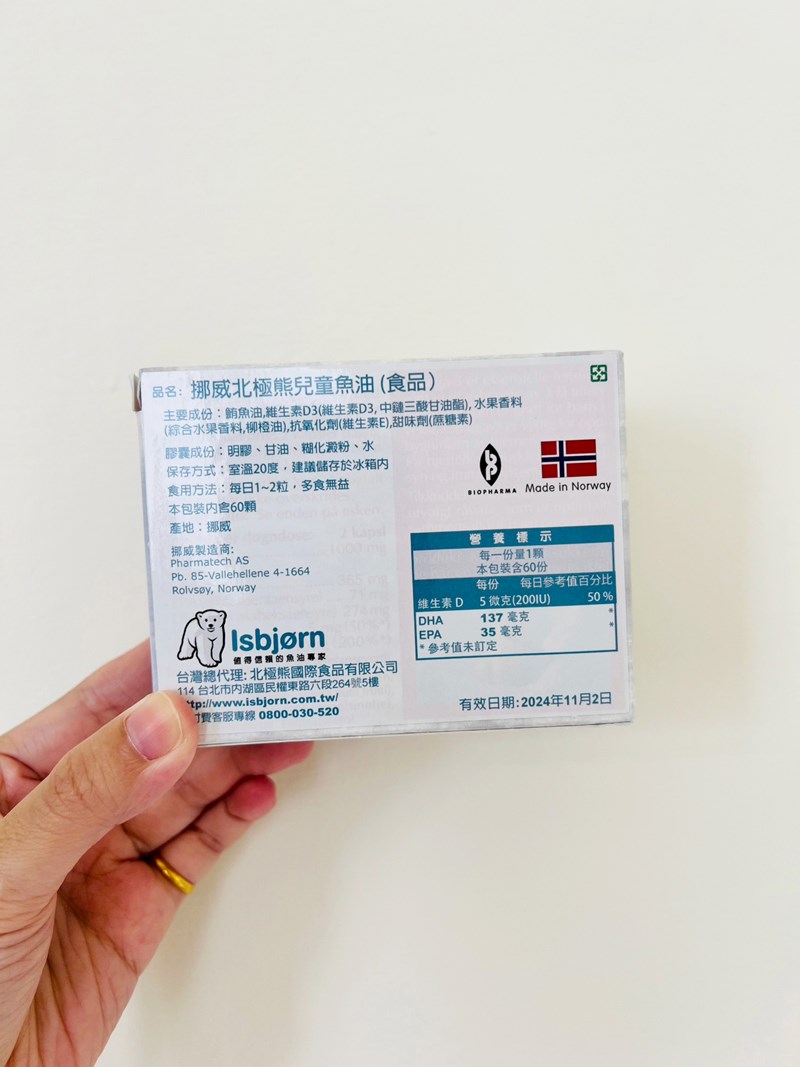 品名: 挪威北極熊兒童魚油 (食品)
主要成份：鮪魚油,維生素D3(維生素D3, 中鏈三酸甘油酯), 水果香料
(綜合水果香料,柳橙油),抗氧化劑(維生素E),甜味劑(蔗糖素)
膠囊成份：明膠、甘油、糊化澱粉、水
保存方式：室溫20度，建議儲存於冰箱內
食用方法：每日1~2粒，多食無益
本包裝內含60顆
產地：挪威
挪威製造商:
Pharmatech AS
Pb. 85-Vallehellene 4-1664
Rolvsøy, Norway
Isbjørn
值得信賴的魚油專家
台灣總代理: 北極熊國際食品有限公司
114 台北市內湖區民權東路六段264號5樓
tp://www.isbjorn.com.tw/
付費客服專線 0800-030-520
BIOPHARMA
Made in Norway
營養標示
每一份量1顆
本包裝含60份
每份 每日參考值百分比
維生素 D 5 微克(200IU) 50 %
DHA 137 毫克 *
EPA 35 毫克 *
* 參考值未訂定
有效日期:2024年11月2日